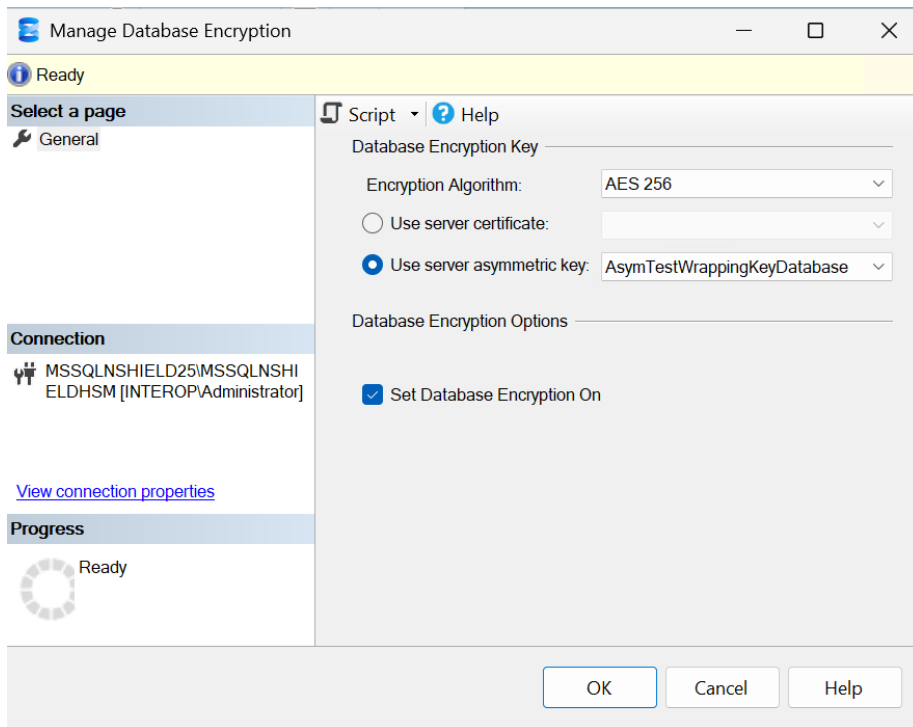 Manage Database Encryption
Ready
Select a page
General
Script
Help
Database Encryption Key
Encryption Algorithm:
AES 256
Use server certificate:
Use server asymmetric key:
AsymTestWrappingKeyDatabase
Database Encryption Options
Set Database Encryption On
Connection
MSSQLNSHIELD25\MSSQLNSHI
ELDHSM [INTEROP\Administrator]
View connection properties
Progress
Ready
OK
Cancel
Help